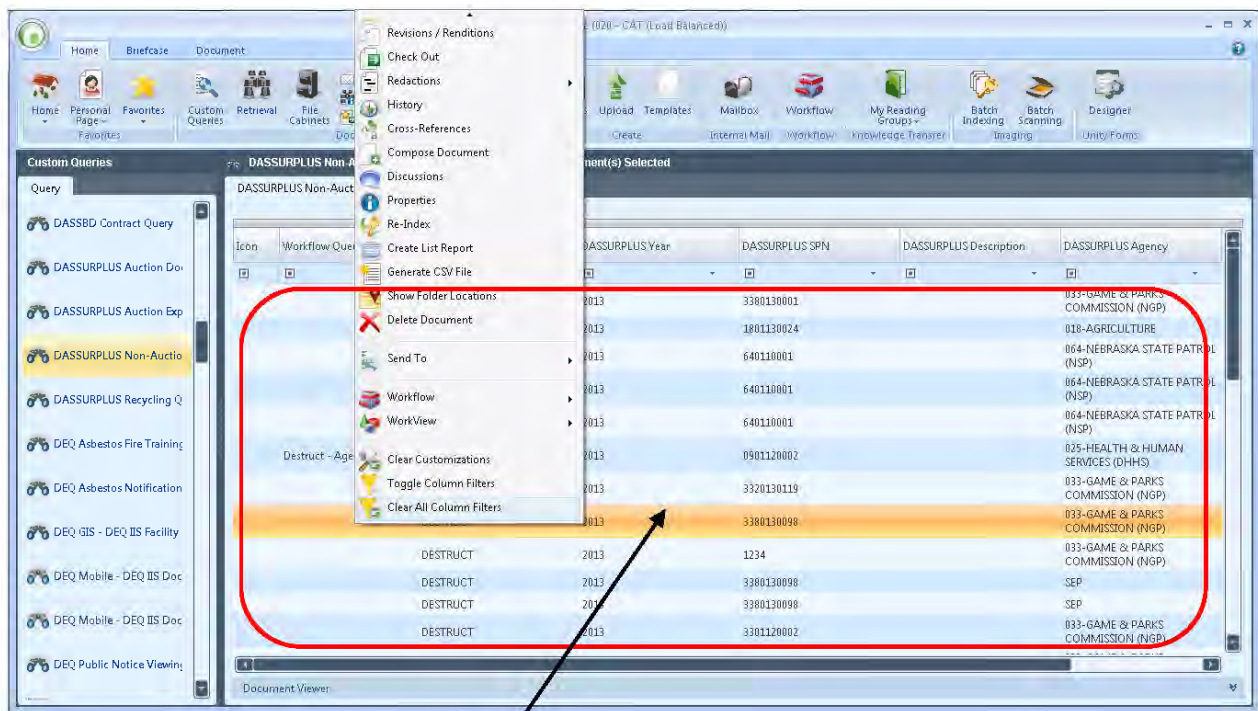 L (020 - CAT (Load Balanced))
Home Briefcase Document
Home Personal Page Favorites Custom Queries Retrieval File Cabinets Upload Templates Mailbox Workflow My Reading Groups Batch Indexing Batch Scanning Designer
Favorites Doc Create Internal Mail Workflow Knowledge Transfer Imaging Unity Forms
Revisions / Renditions
Check Out
Redactions
History
Cross-References
Compose Document
Discussions
Properties
Re-Index
Create List Report
Generate CSV File
Show Folder Locations
Delete Document
Send To
Workflow
WorkView
Clear Customizations
Toggle Column Filters
Clear All Column Filters
Custom Queries
Query
DASSBD Contract Query
DASSURPLUS Auction Do
DASSURPLUS Auction Exp
DASSURPLUS Non-Auctio
DASSURPLUS Recycling Q
DEQ Asbestos Fire Training
DEQ Asbestos Notification
DEQ GIS - DEQ IIS Facility
DEQ Mobile - DEQ IIS Doc
DEQ Mobile - DEQ IIS Doc
DEQ Public Notice Viewing
DASSURPLUS Non-A ment(s) Selected
DASSURPLUS Non-Auct
Icon Workflow Que DASSURPLUS Year DASSURPLUS SPN DASSURPLUS Description DASSURPLUS Agency
2013 3380130001 033-GAME & PARKS COMMISSION (NGP)
2013 1801130024 018-AGRICULTURE
2013 640110001 064-NEBRASKA STATE PATROL (NSP)
2013 640110001 064-NEBRASKA STATE PATROL (NSP)
2013 640110001 064-NEBRASKA STATE PATROL (NSP)
Destruct - Age 2013 0901120002 025-HEALTH & HUMAN SERVICES (DHHS)
2013 3320130119 033-GAME & PARKS COMMISSION (NGP)
2013 3380130098 033-GAME & PARKS COMMISSION (NGP)
DESTRUCT 2013 1234 033-GAME & PARKS COMMISSION (NGP)
DESTRUCT 2013 3380130098 SEP
DESTRUCT 3380130098 SEP
DESTRUCT 2013 3301120002 033-GAME & PARKS COMMISSION (NGP)
Document Viewer